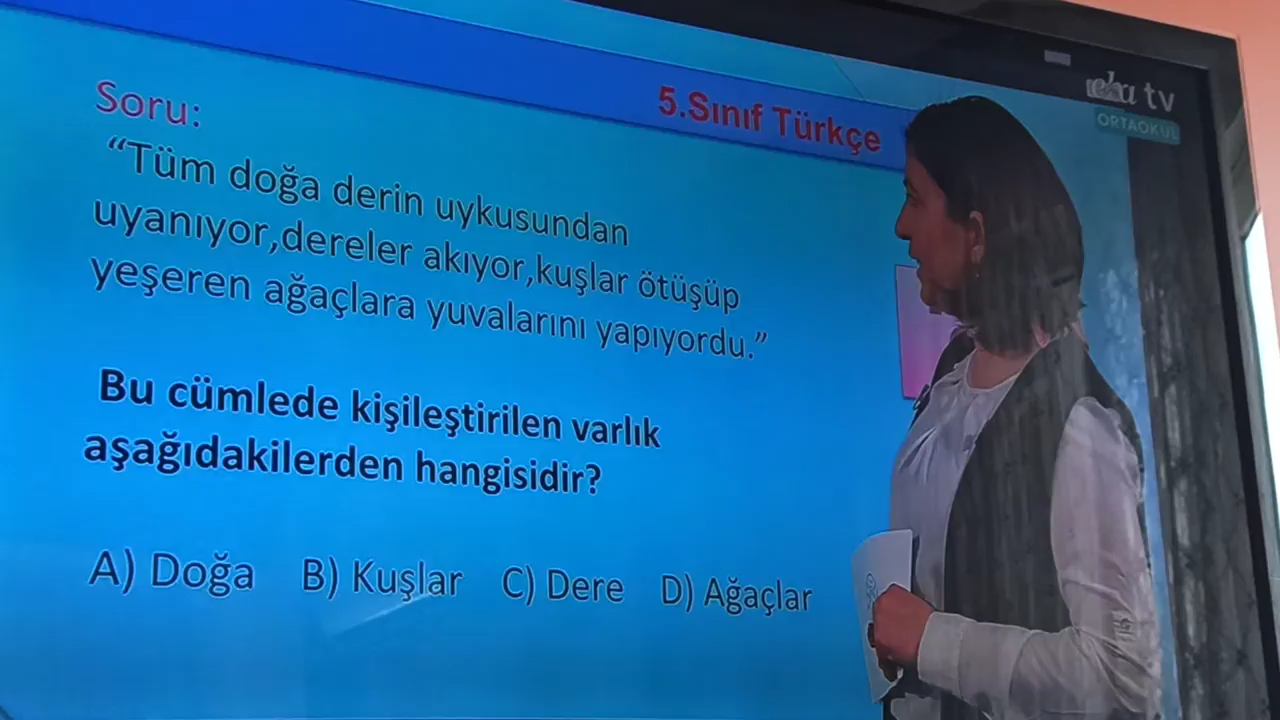 eba tv
ORTAOKUL
5.Sınıf Türkçe
Soru:
“Tüm doğa derin uykusundan
uyanıyor,dereler akıyor,kuşlar ötüşüp
yeşeren ağaçlara yuvalarını yapıyordu.”
Bu cümlede kişileştirilen varlık
aşağıdakilerden hangisidir?
A) Doğa B) Kuşlar C) Dere D) Ağaçlar